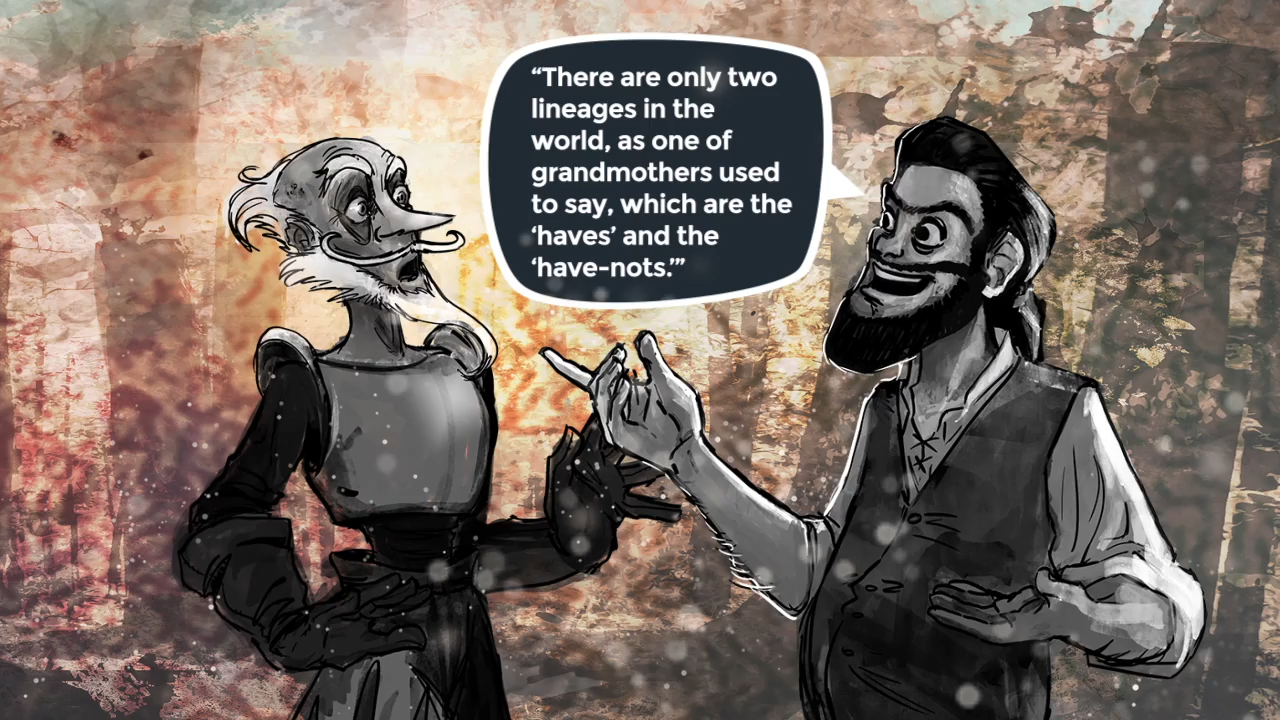 “There are only two
lineages in the
world, as one of
grandmothers used
to say, which are the
‘haves’ and the
‘have-nots.’”